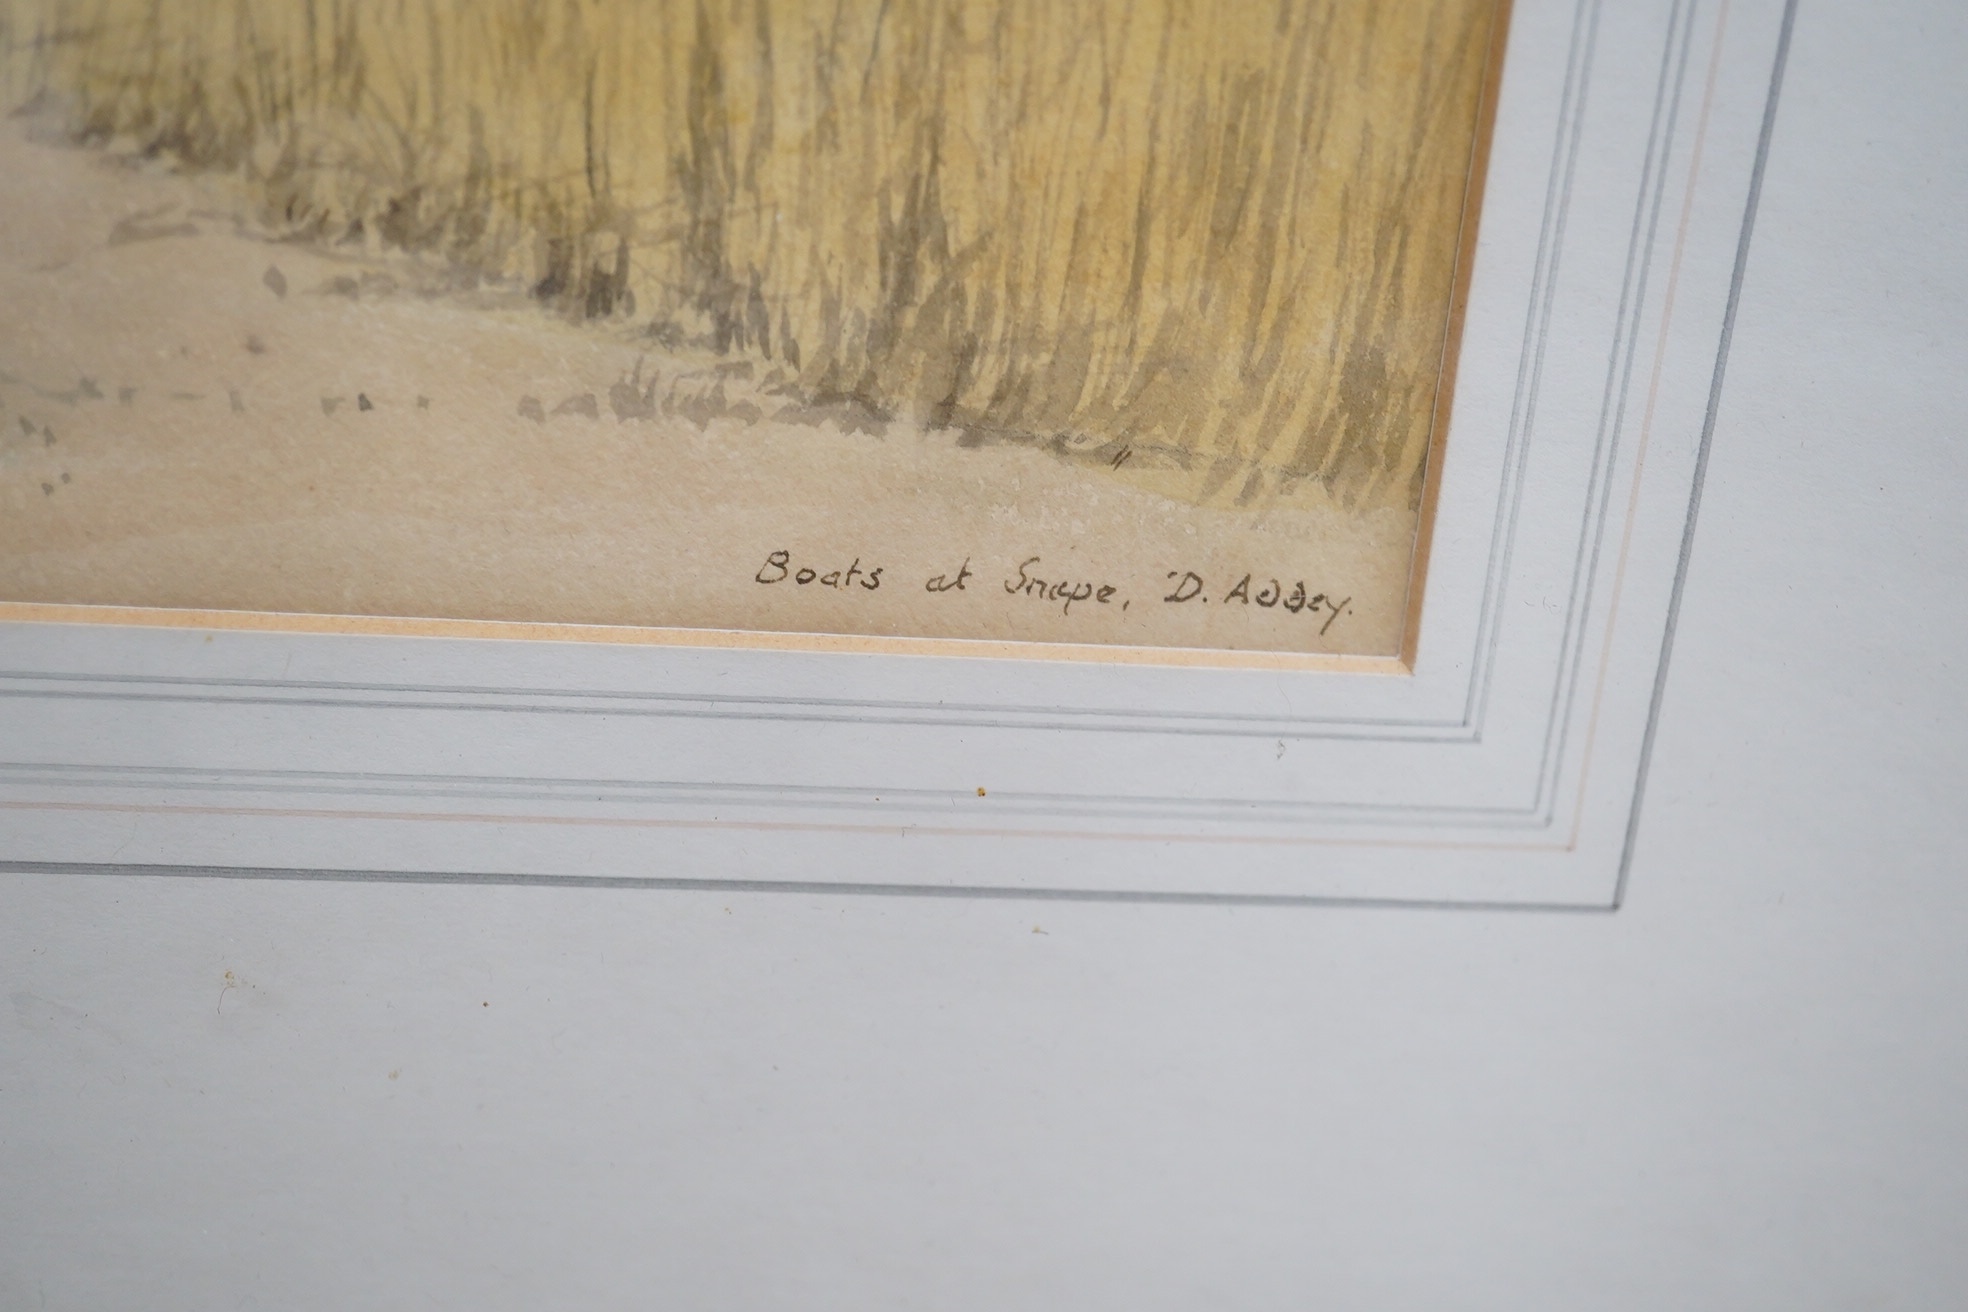 Boats at Snape, D. Addey.